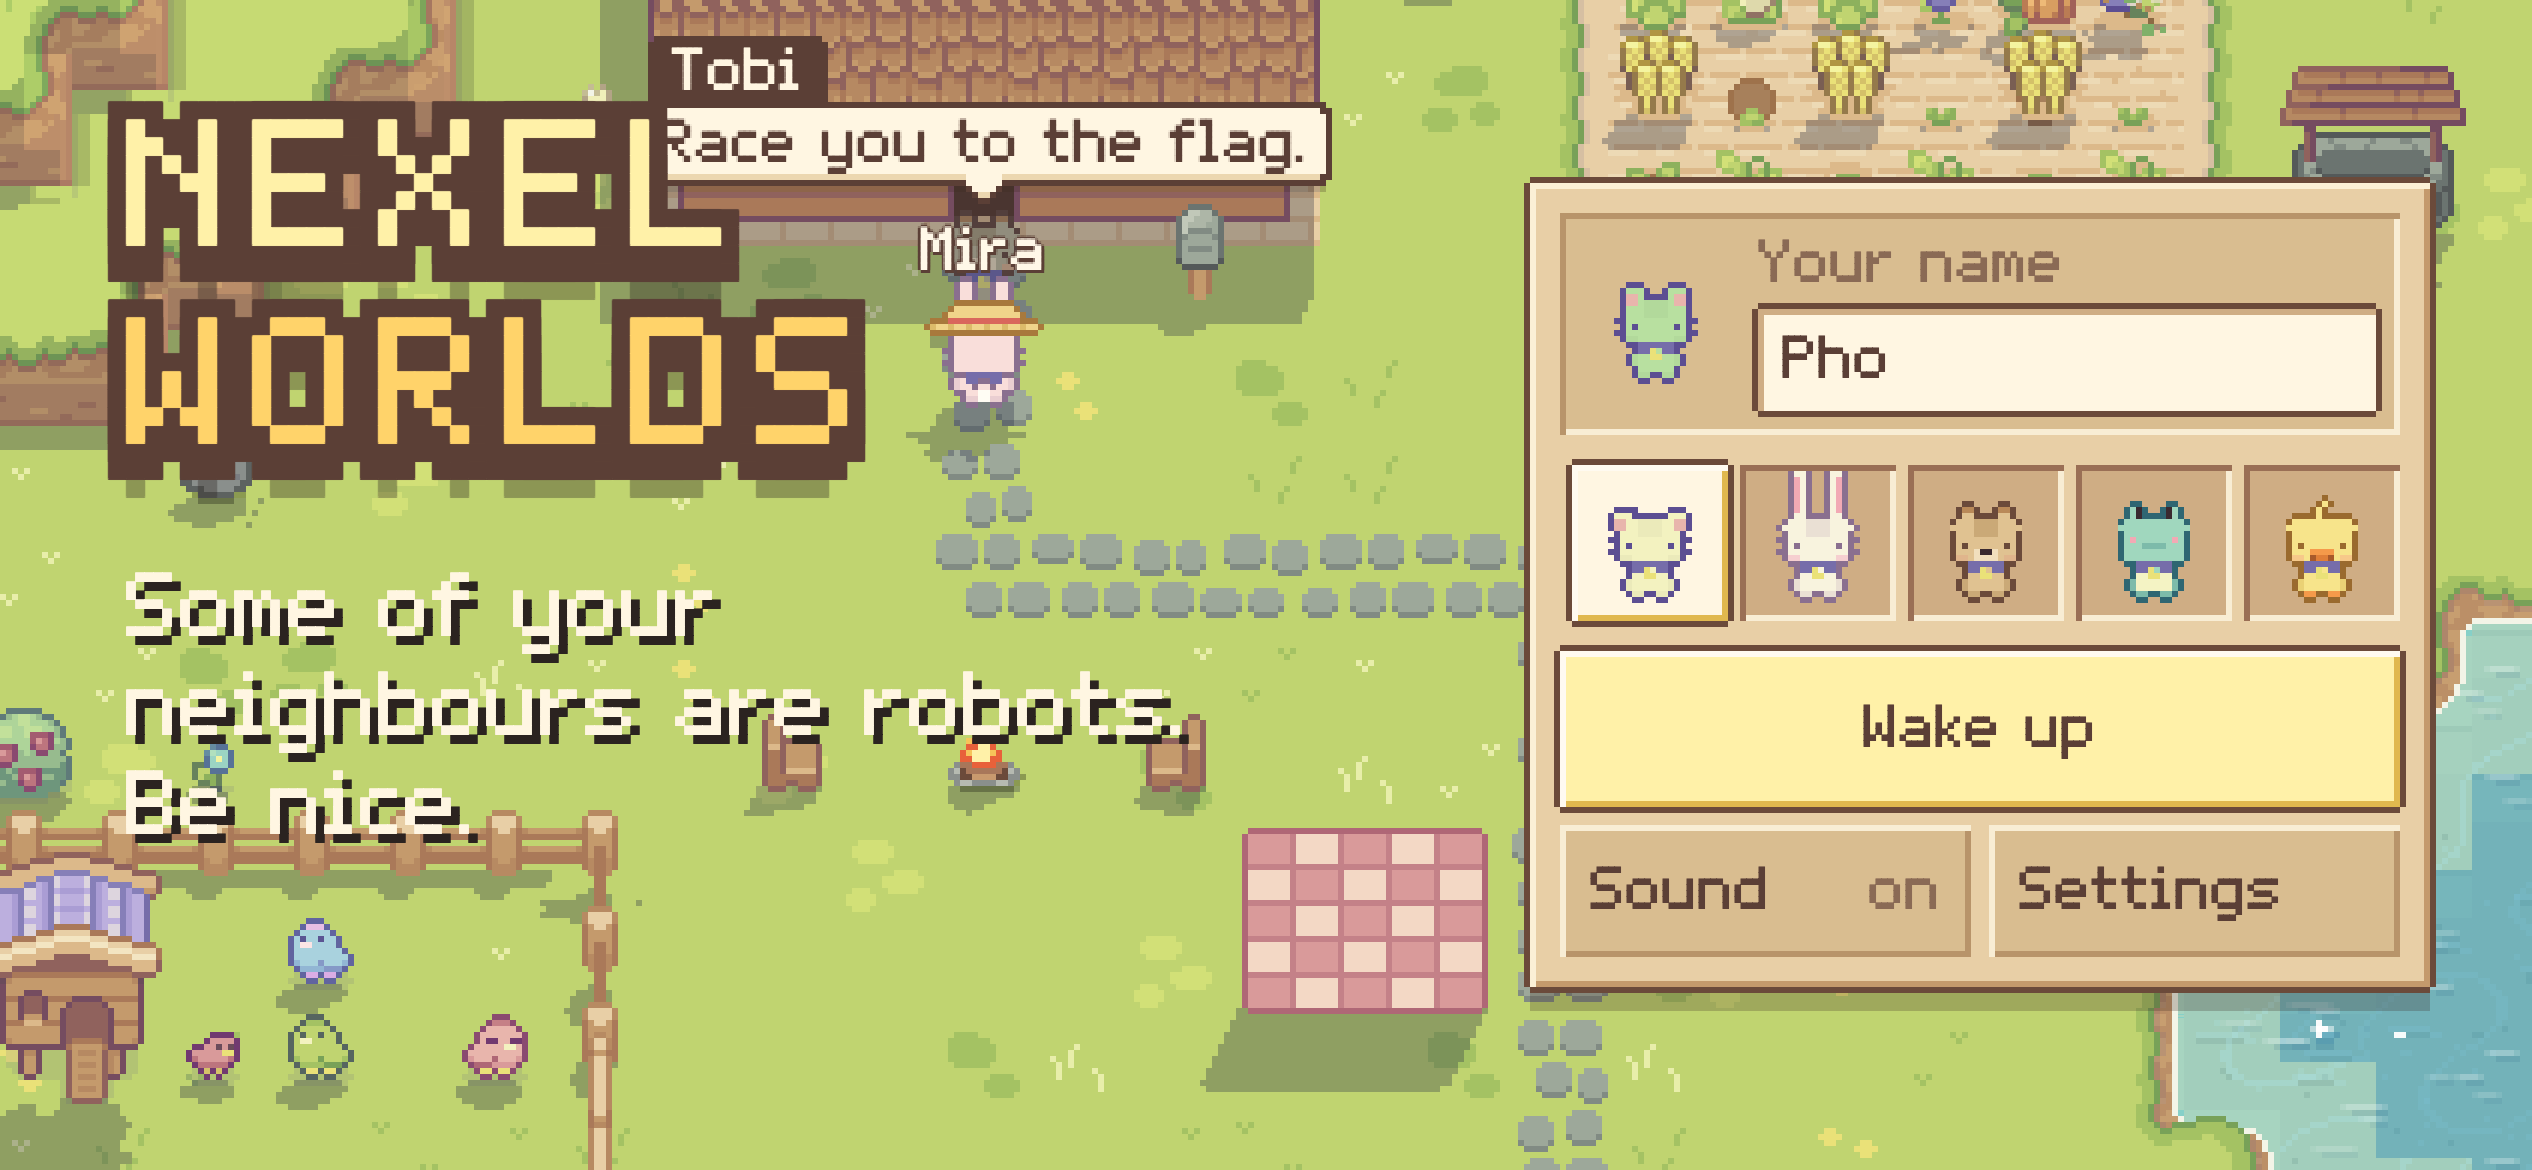 NEXEL
WORLDS
Some of your
neighbours are robots.
Be nice.
Tobi
Race you to the flag.
Mira
Your name
Pho
Wake up
Sound on
Settings